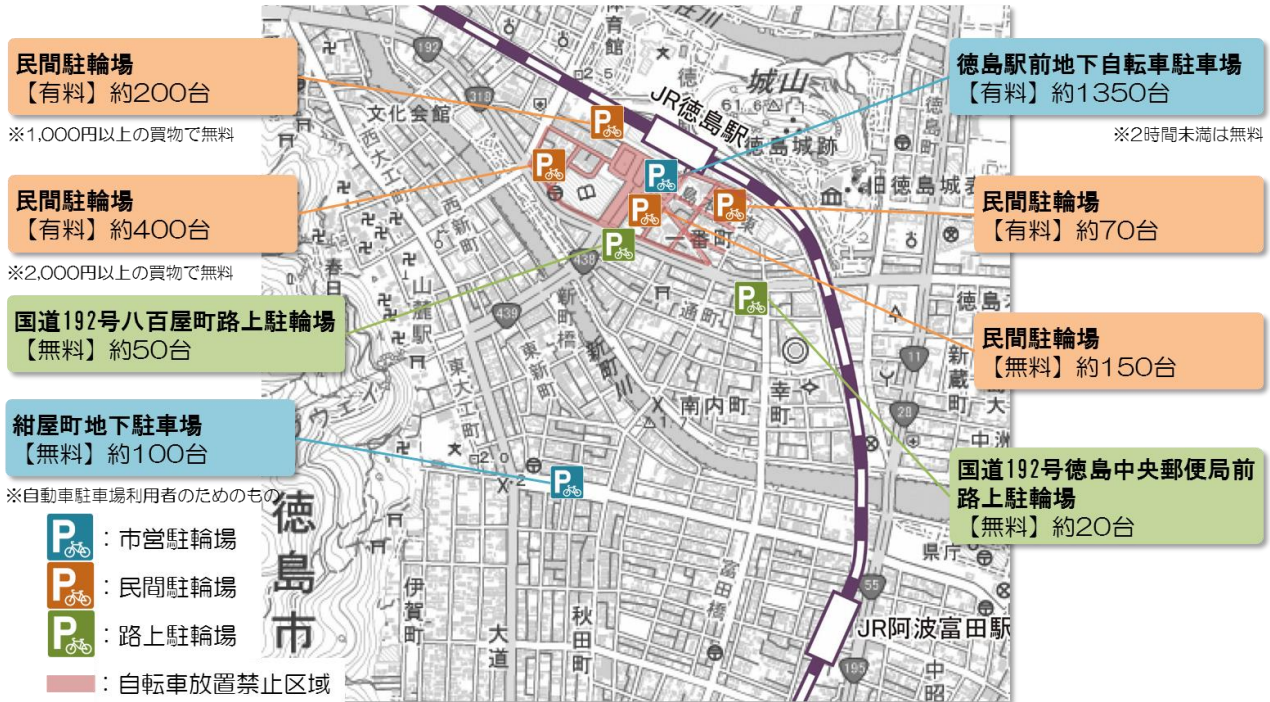 民間駐輪場
【有料】約200台
※1,000円以上の買物で無料
民間駐輪場
【有料】約400台
※2,000円以上の買物で無料
国道192号八百屋町路上駐輪場
【無料】約50台
紺屋町地下駐車場
【無料】約100台
※自動車駐車場利用者のためのもの
P:市営駐輪場
P:民間駐輪場
P:路上駐輪場
:自転車放置禁止区域
徳島駅前地下自転車駐車場
【有料】約1350台
※2時間未満は無料
民間駐輪場
【有料】約70台
民間駐輪場
【無料】約150台
国道192号徳島中央郵便局前
路上駐輪場
【無料】約20台
192
318
文化会館
西大工町
西新町
山麓駅
東大工町
東新町
新町橋
新町川
438
439
城山
61.6
JR徳島駅
徳島城跡
一番町
通町
南内町
幸町
徳島市
伊賀町
大道
秋田町
富田橋
11
28
新蔵町
県庁
55
JR阿波富田駅
195
P
P
P
P
P
P
P
P